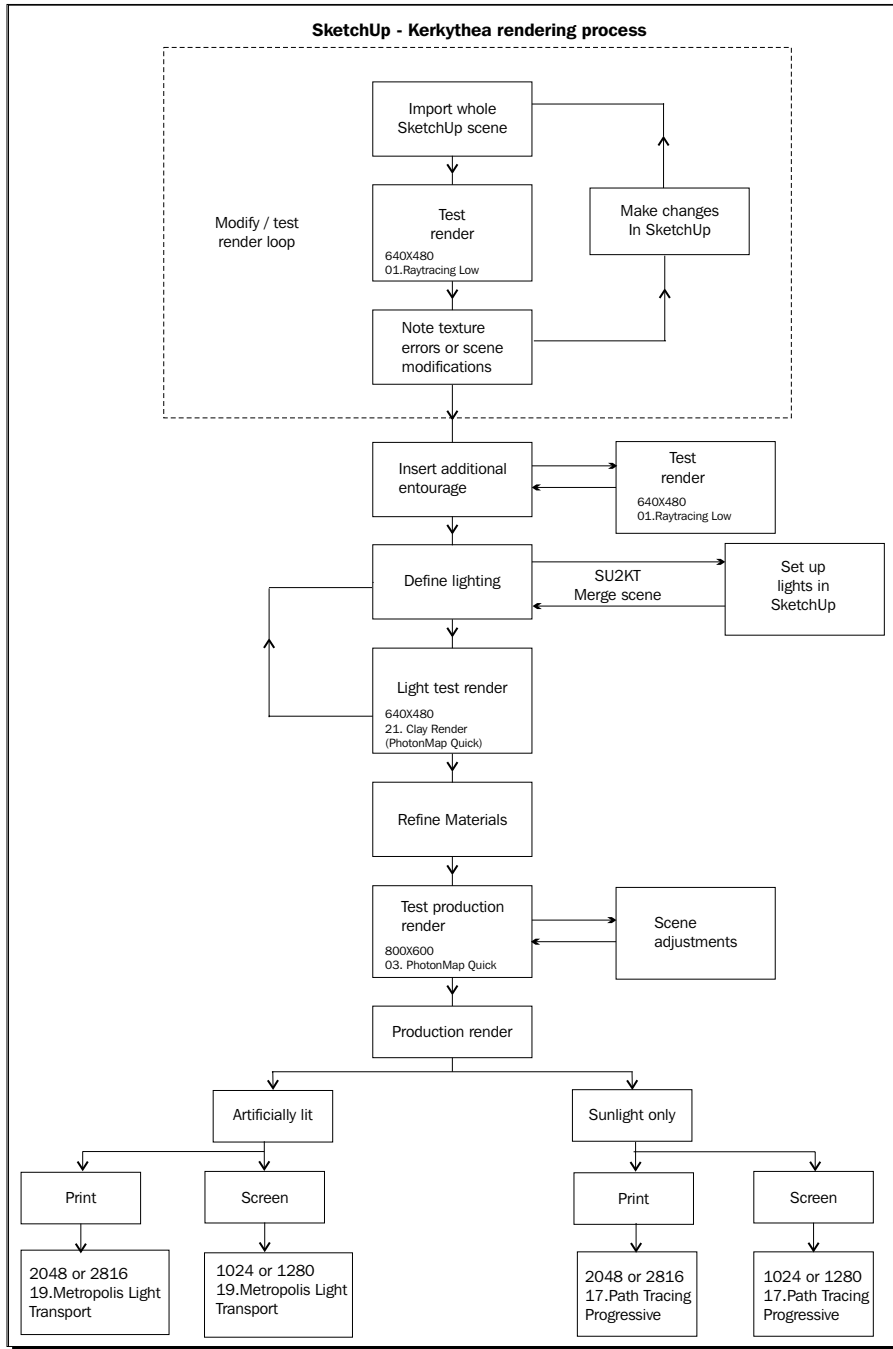 SketchUp - Kerkythea rendering process
Import whole
SketchUp scene
Modify / test
render loop
Test
render
640X480
01.Raytracing Low
Make changes
In SketchUp
Note texture
errors or scene
modifications
Insert additional
entourage
Test
render
640X480
01.Raytracing Low
Define lighting
SU2KT
Merge scene
Set up
lights in
SketchUp
Light test render
640X480
21. Clay Render
(PhotonMap Quick)
Refine Materials
Test production
render
800X600
03. PhotonMap Quick
Scene
adjustments
Production render
Artificially lit
Sunlight only
Print
Screen
Print
Screen
2048 or 2816
19.Metropolis Light
Transport
1024 or 1280
19.Metropolis Light
Transport
2048 or 2816
17.Path Tracing
Progressive
1024 or 1280
17.Path Tracing
Progressive